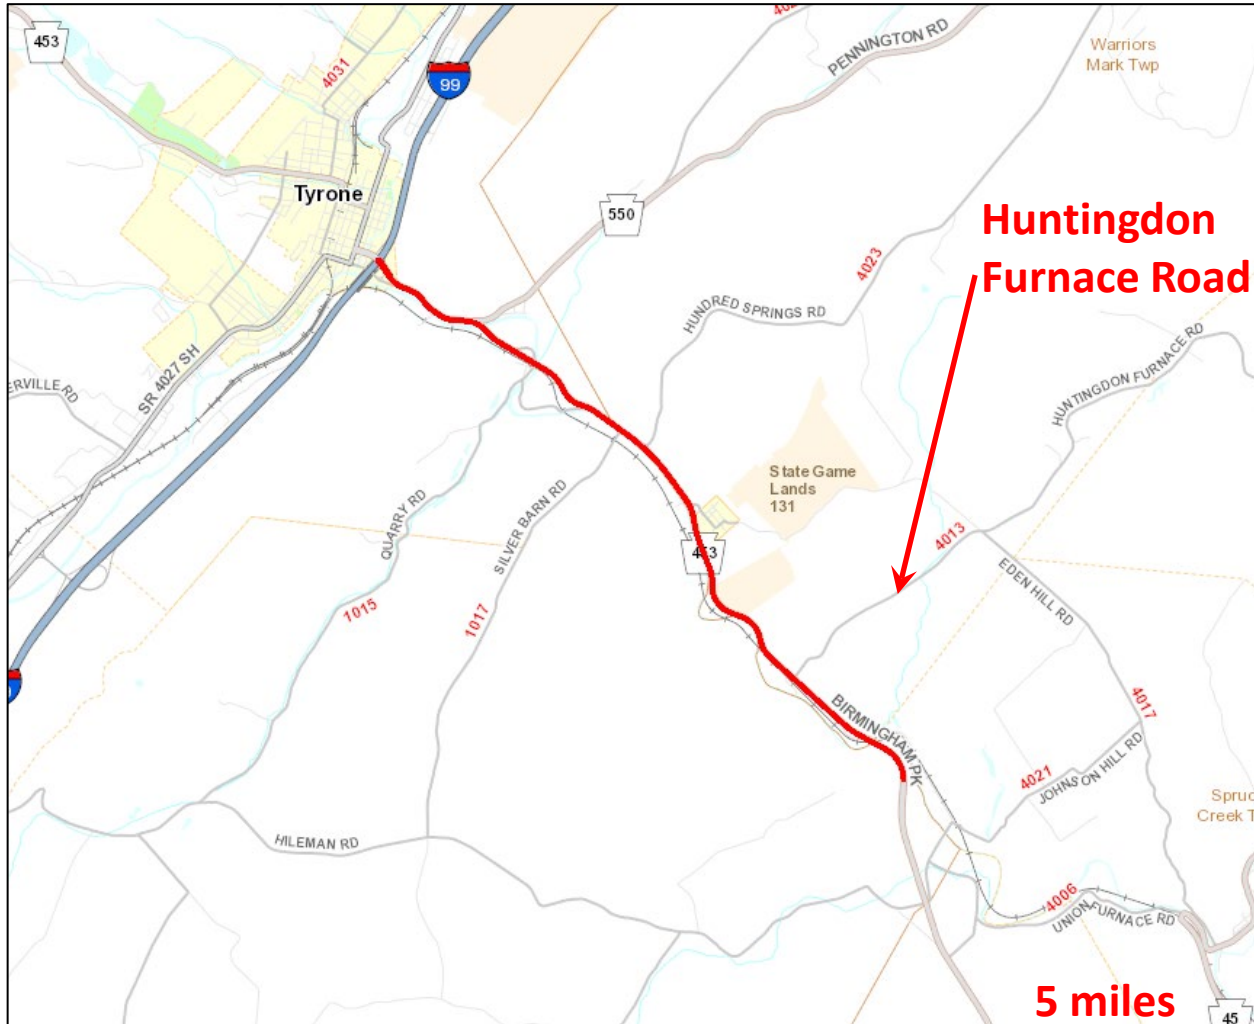 453
4031
99
PENNINGTON RD
Warriors
Mark Twp
Tyrone
550
Huntingdon
Furnace Road
4023
HUNDRED SPRINGS RD
HUNTINGDON FURNACE RD
SR 4027 SH
ERVILLE RD
State Game
Lands
131
QUARRY RD
SILVER BARN RD
4013
453
EDEN HILL RD
1015
1017
4017
BIRMINGHAM PK
4021
JOHNSON HILL RD
Spruc
Creek T
HILEMAN RD
4006
UNION FURNACE RD
5 miles
45